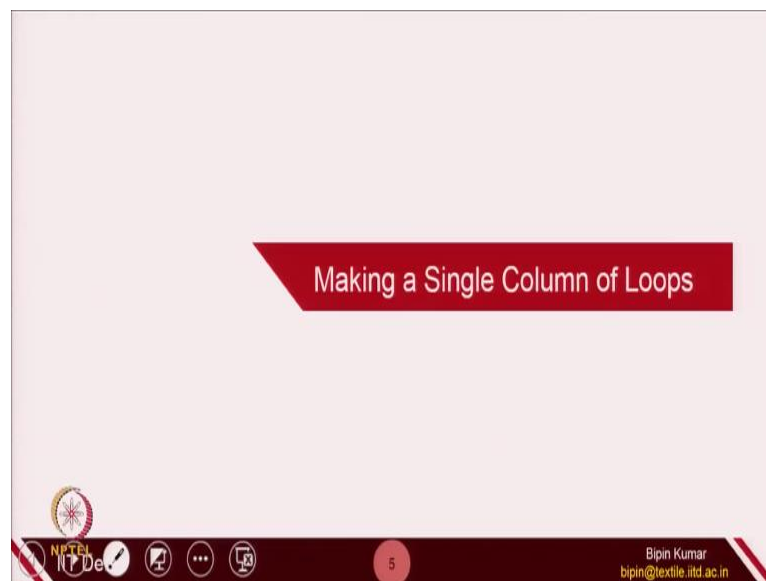 Making a Single Column of Loops
NPTEL
5
Bipin Kumar
bipin@textile.iitd.ac.in